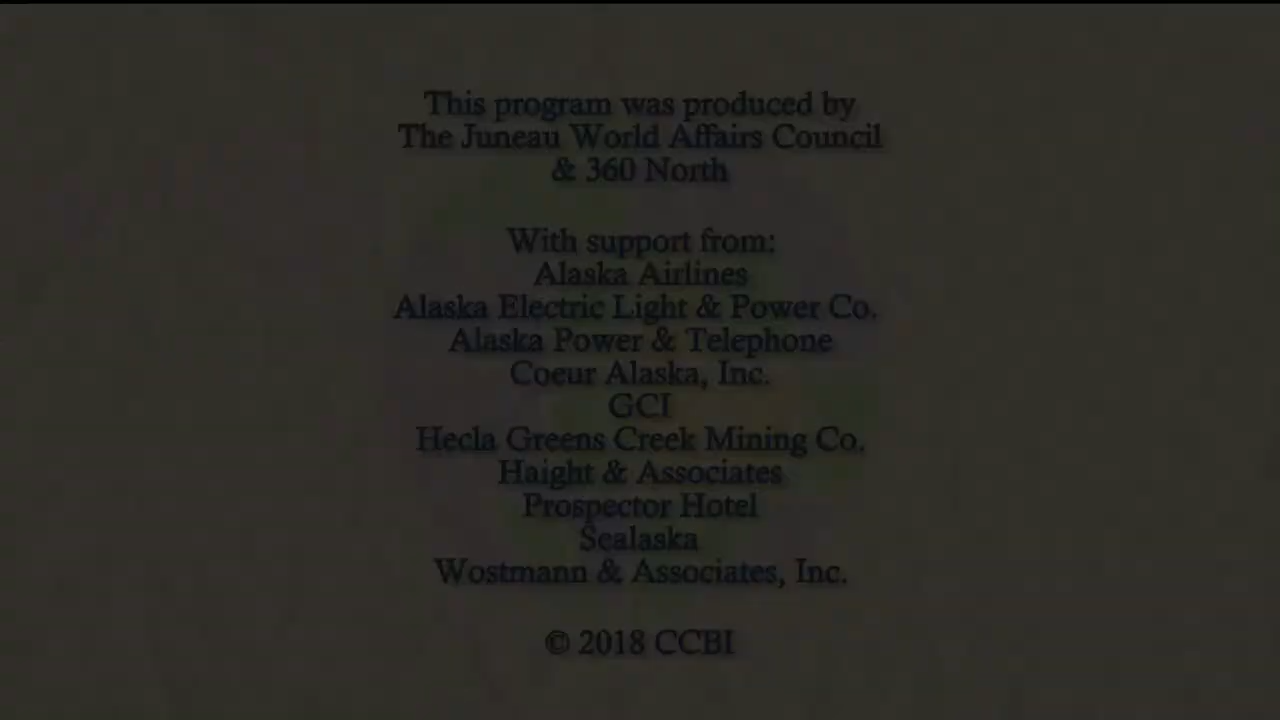 This program was produced by
The Juneau World Affairs Council
& 360 North
With support from:
Alaska Airlines
Alaska Electric Light & Power Co.
Alaska Power & Telephone
Coeur Alaska, Inc.
GCI
Hecla Greens Creek Mining Co.
Haight & Associates
Prospector Hotel
Sealaska
Wostmann & Associates, Inc.
© 2018 CCBI